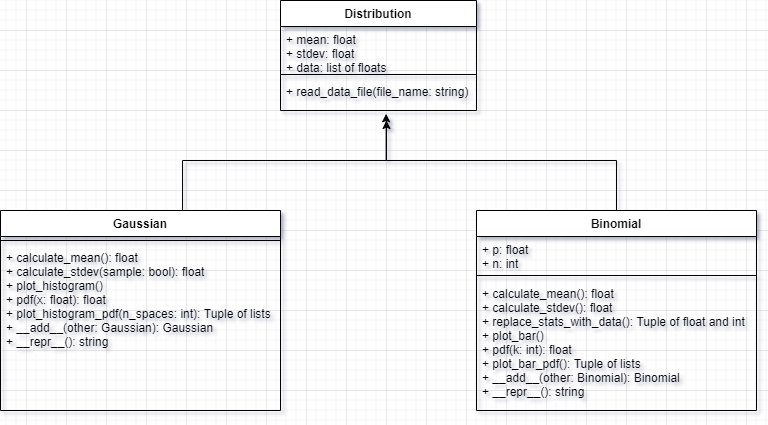 Distribution
+ mean: float
+ stdev: float
+ data: list of floats
+ read_data_file(file_name: string)
Gaussian
+ calculate_mean(): float
+ calculate_stdev(sample: bool): float
+ plot_histogram()
+ pdf(x: float): float
+ plot_histogram_pdf(n_spaces: int): Tuple of lists
+ __add__(other: Gaussian): Gaussian
+ __repr__(): string
Binomial
+ p: float
+ n: int
+ calculate_mean(): float
+ calculate_stdev(): float
+ replace_stats_with_data(): Tuple of float and int
+ plot_bar()
+ pdf(k: int): float
+ plot_bar_pdf(): Tuple of lists
+ __add__(other: Binomial): Binomial
+ __repr__(): string